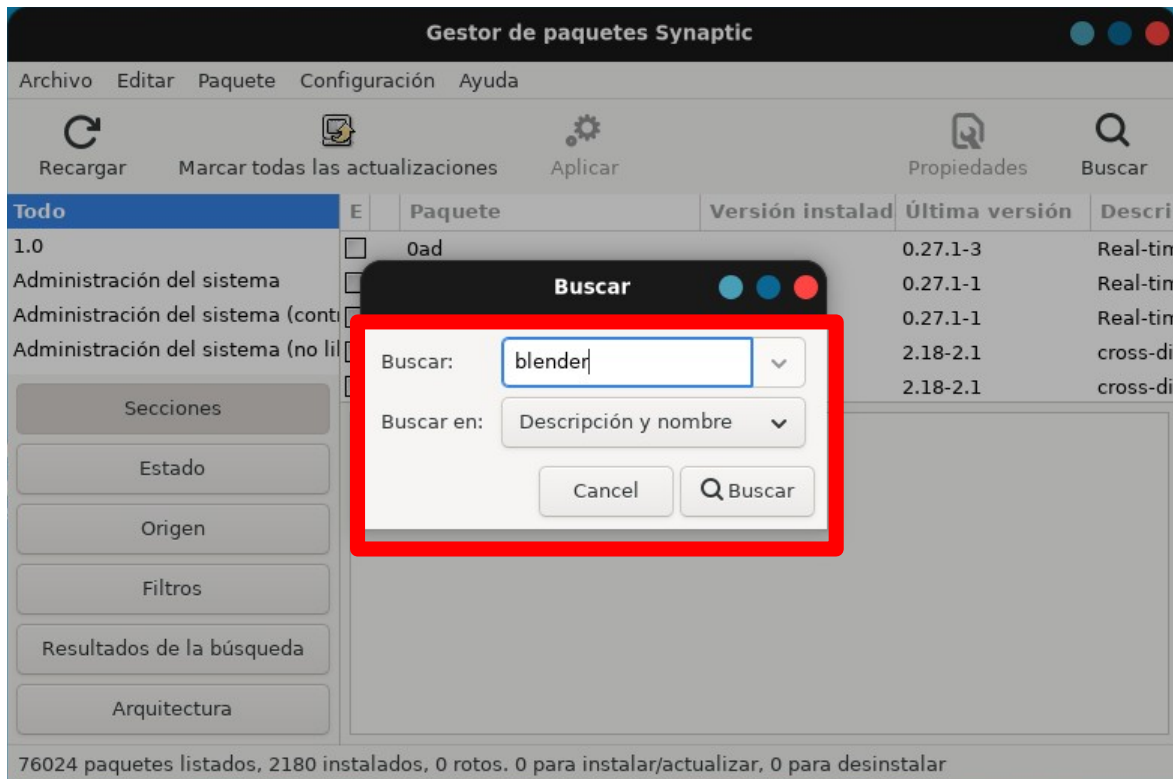 Gestor de paquetes Synaptic
Archivo Editar Paquete Configuración Ayuda
Recargar Marcar todas las actualizaciones Aplicar Propiedades Buscar
Todo E Paquete Versión instalad Última versión Descri
1.0 0ad 0.27.1-3 Real-tim
Administración del sistema 0.27.1-1 Real-tim
Administración del sistema (contr 0.27.1-1 Real-tim
Administración del sistema (no lil 2.18-2.1 cross-di
2.18-2.1 cross-di
Buscar
Buscar: blender
Buscar en: Descripción y nombre
Cancel Buscar
Secciones
Estado
Origen
Filtros
Resultados de la búsqueda
Arquitectura
76024 paquetes listados, 2180 instalados, 0 rotos. 0 para instalar/actualizar, 0 para desinstalar